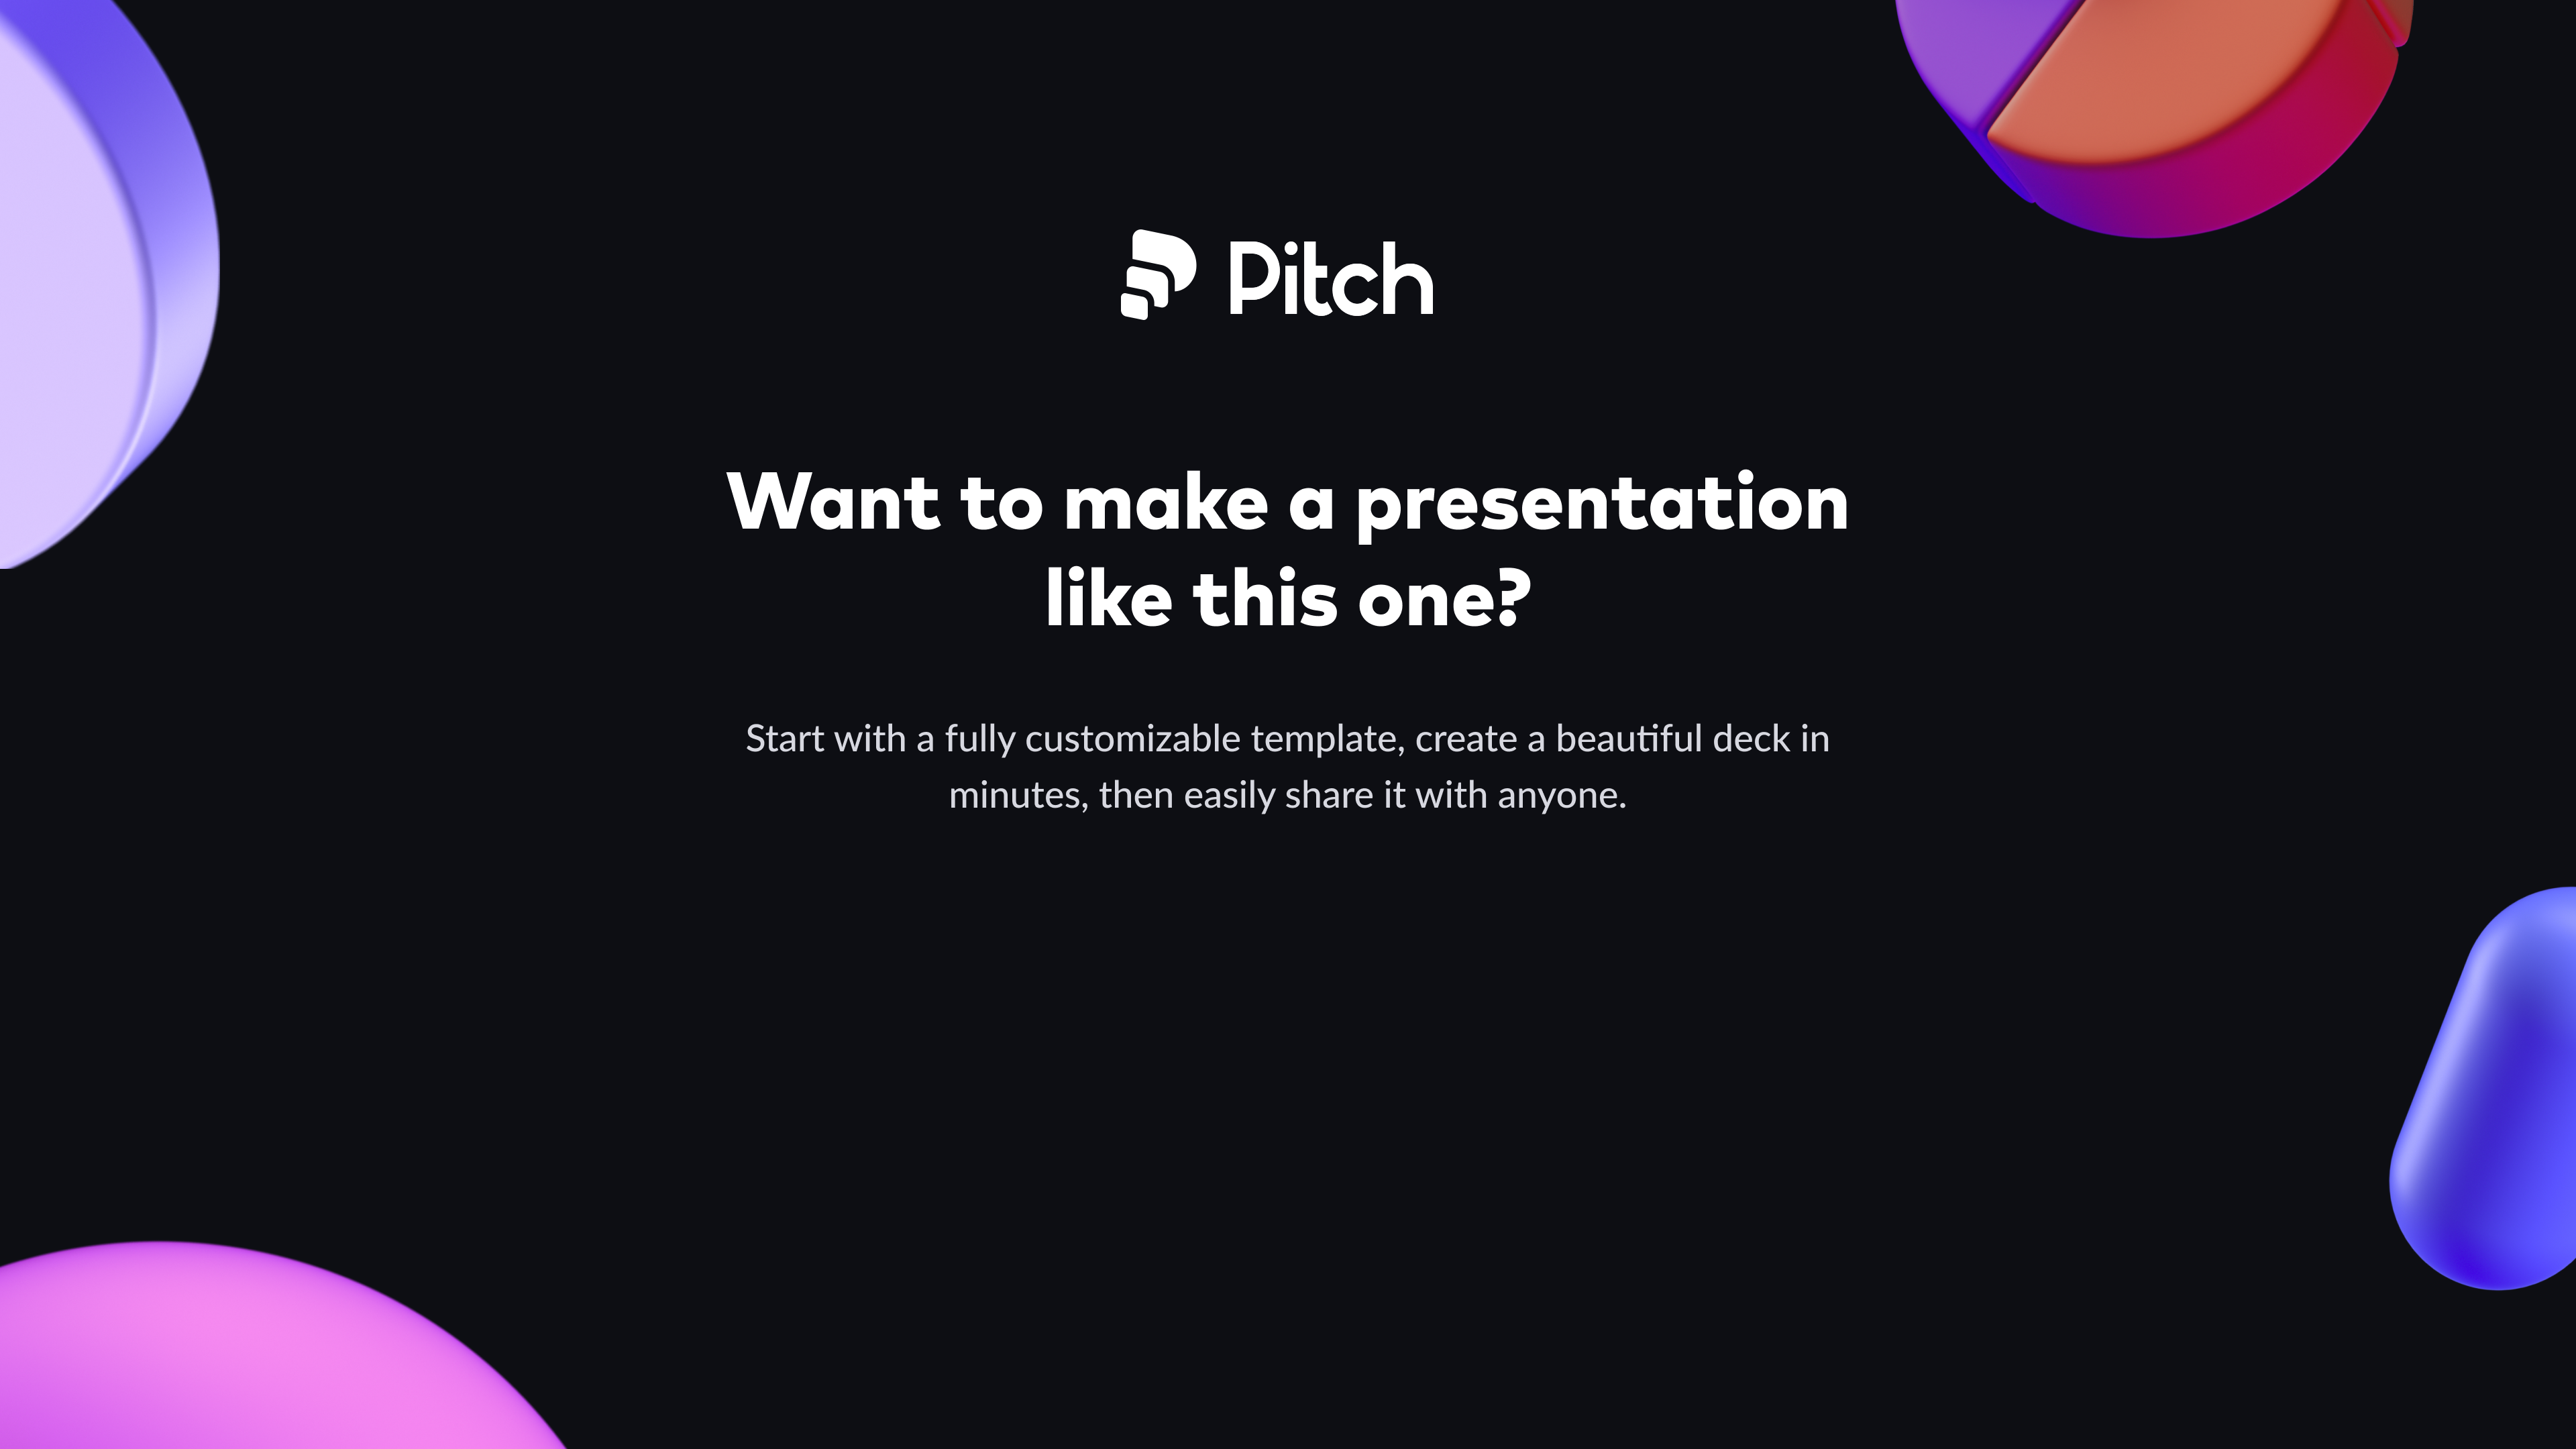 Pitch
Want to make a presentation
like this one?
Start with a fully customizable template, create a beautiful deck in
minutes, then easily share it with anyone.